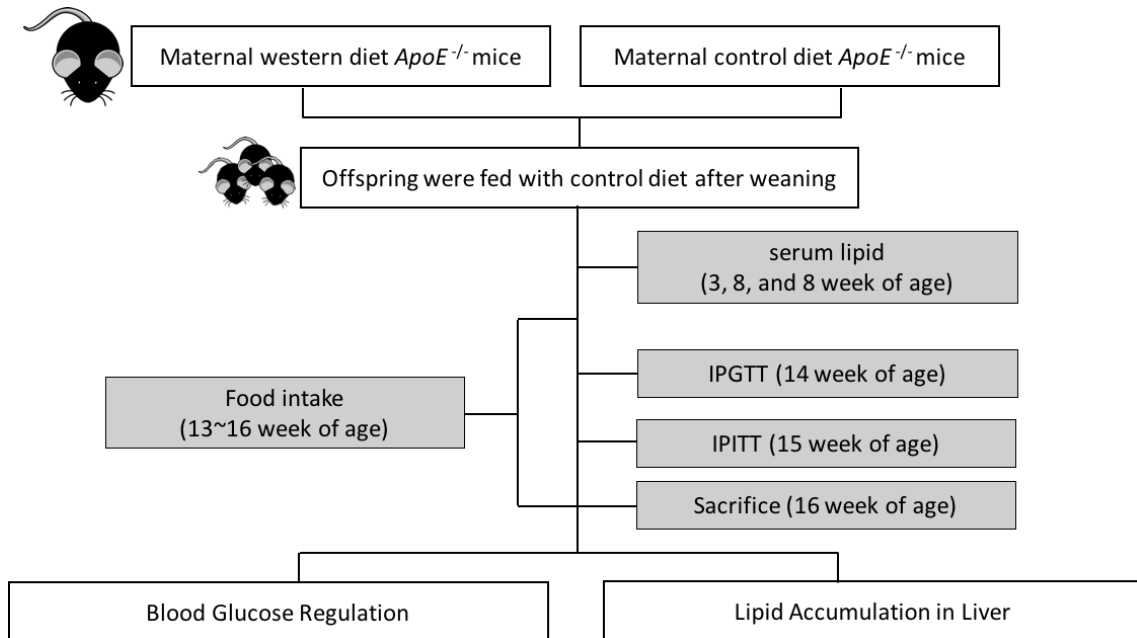 Maternal western diet ApoE -/- mice
Maternal control diet ApoE -/- mice
Offspring were fed with control diet after weaning
serum lipid
(3, 8, and 8 week of age)
IPGTT (14 week of age)
Food intake
(13~16 week of age)
IPITT (15 week of age)
Sacrifice (16 week of age)
Blood Glucose Regulation
Lipid Accumulation in Liver